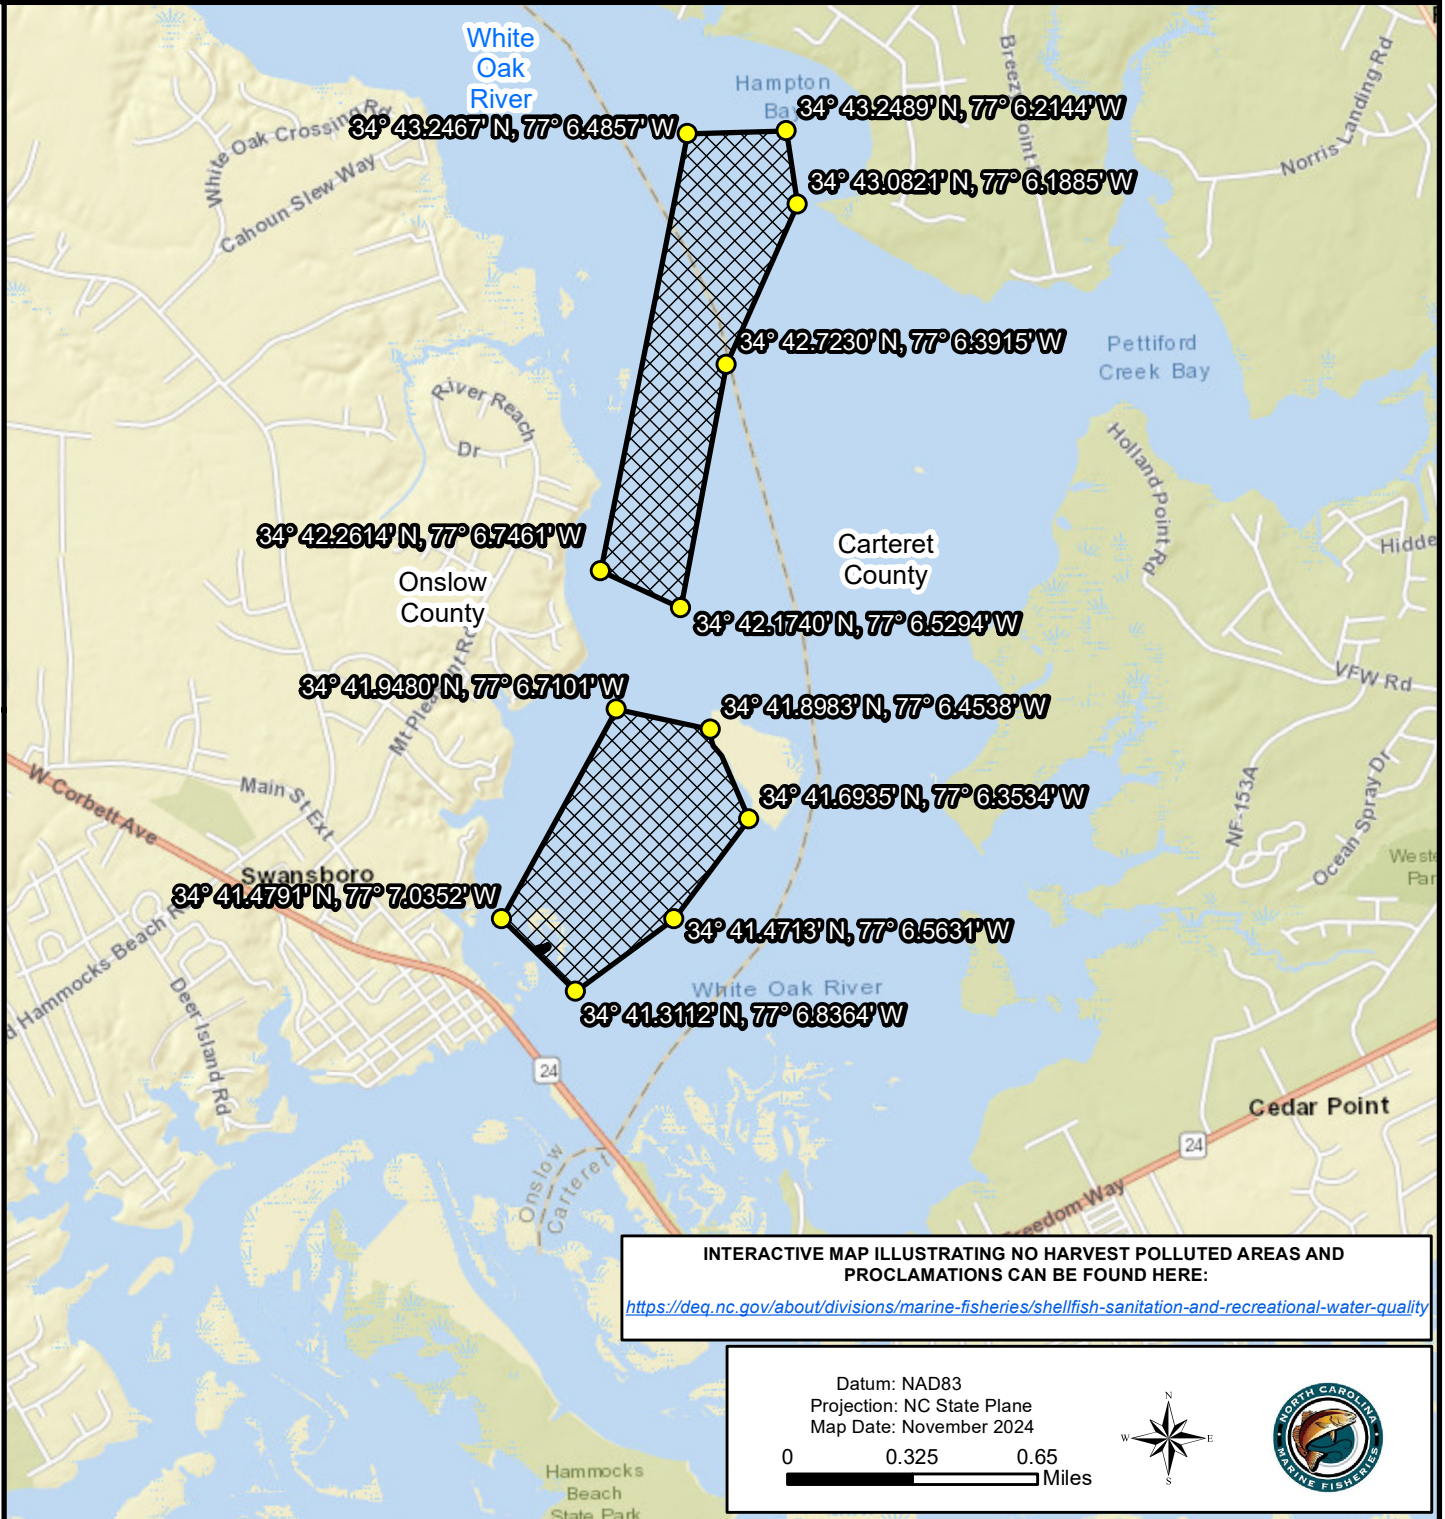 White
Oak
River
Hampton
Bay
34° 43.2467' N, 77° 6.4857' W
34° 43.2489' N, 77° 6.2144' W
34° 43.0821' N, 77° 6.1885' W
White Oak Crossing Rd
Cahoun Slew Way
Norris Landing Rd
34° 42.7230' N, 77° 6.3915' W
Pettiford
Creek Bay
River Reach
Dr
Holland Point Rd
34° 42.2614' N, 77° 6.7461' W
Onslow
County
Carteret
County
Hidde
34° 42.1740' N, 77° 6.5294' W
VFW Rd
Mt Pleasant Rd
34° 41.9480' N, 77° 6.7101' W
34° 41.8983' N, 77° 6.4538' W
34° 41.6935' N, 77° 6.3534' W
W Corbett Ave
Main St Ext
NF-153A
Ocean Spray Dr
Weste
Par
Swansboro
34° 41.4791' N, 77° 7.0352' W
34° 41.4713' N, 77° 6.5631' W
d Hammocks Beach R
Deer Island Rd
White Oak River
34° 41.3112' N, 77° 6.8364' W
24
Cedar Point
24
Onslow
Carteret
Freedom Way
INTERACTIVE MAP ILLUSTRATING NO HARVEST POLLUTED AREAS AND
PROCLAMATIONS CAN BE FOUND HERE:
https://deq.nc.gov/about/divisions/marine-fisheries/shellfish-sanitation-and-recreational-water-quality
Datum: NAD83
Projection: NC State Plane
Map Date: November 2024
0 0.325 0.65
Miles
N
W E
S
NORTH CAROLINA
MARINE FISHERIES
Hammocks
Beach
State Park